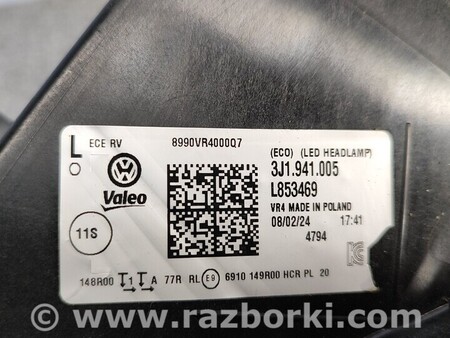 L ECE RV 8990VR4000Q7
(ECO) (LED HEADLAMP)
3J1.941.005
L853469
VR4 MADE IN POLAND
08/02/24 17:41
4794
Valeo
11S
148R00 1 A 77R RL E9 6910 149R00 HCR PL 20
© www.razborki.com